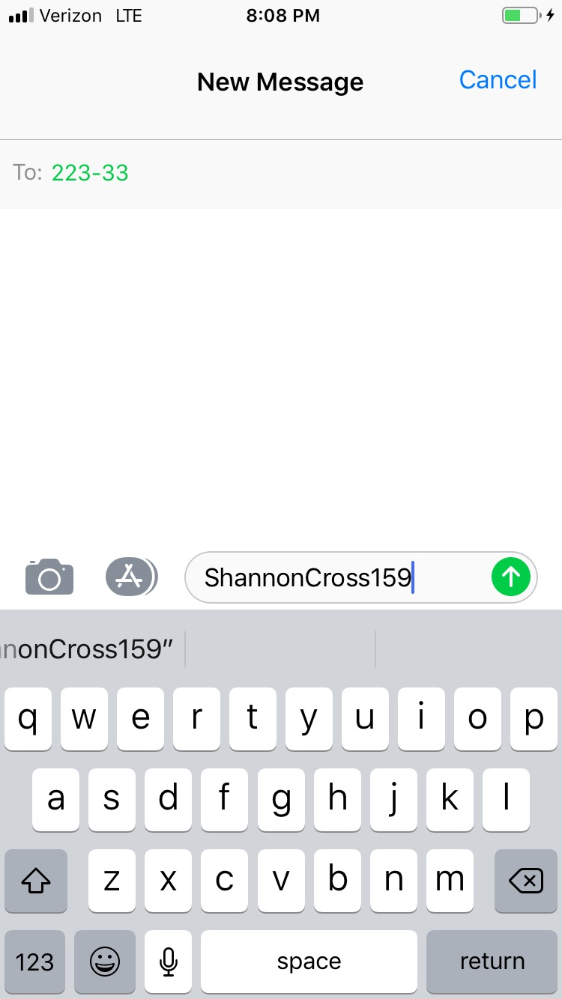 Verizon LTE 8:08 PM
New Message Cancel
To: 223-33
ShannonCross159
nonCross159”
q w e r t y u i o p
a s d f g h j k l
z x c v b n m
123 space return